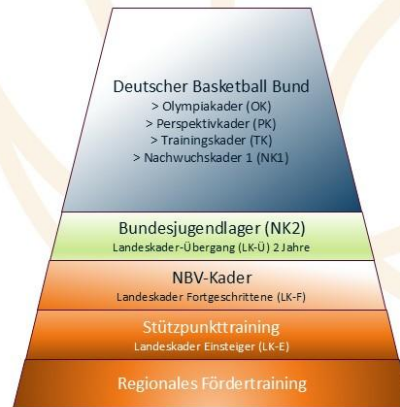 Deutscher Basketball Bund
> Olympiakader (OK)
> Perspektivkader (PK)
> Trainingskader (TK)
> Nachwuchskader 1 (NK1)
Bundesjugendlager (NK2)
Landeskader-Übergang (LK-Ü) 2 Jahre
NBV-Kader
Landeskader Fortgeschrittene (LK-F)
Stützpunkttraining
Landeskader Einsteiger (LK-E)
Regionales Fördertraining